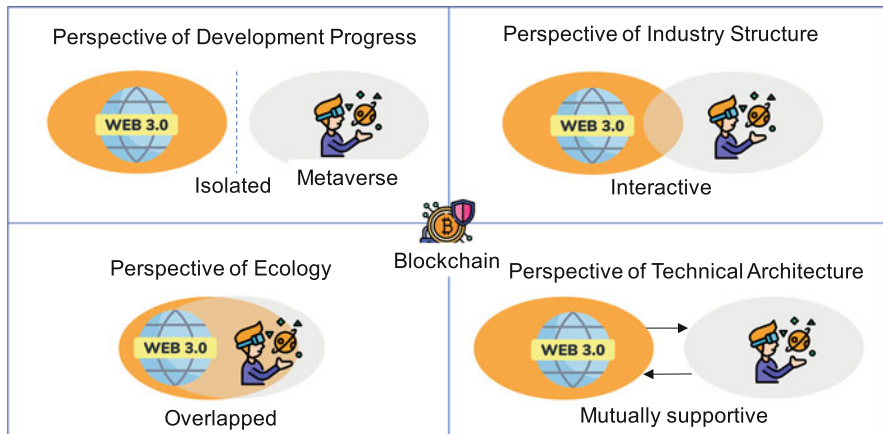 Perspective of Development Progress
WEB 3.0
Isolated
Metaverse
Perspective of Industry Structure
WEB 3.0
Interactive
Blockchain
Perspective of Ecology
WEB 3.0
Overlapped
Perspective of Technical Architecture
WEB 3.0
Mutually supportive